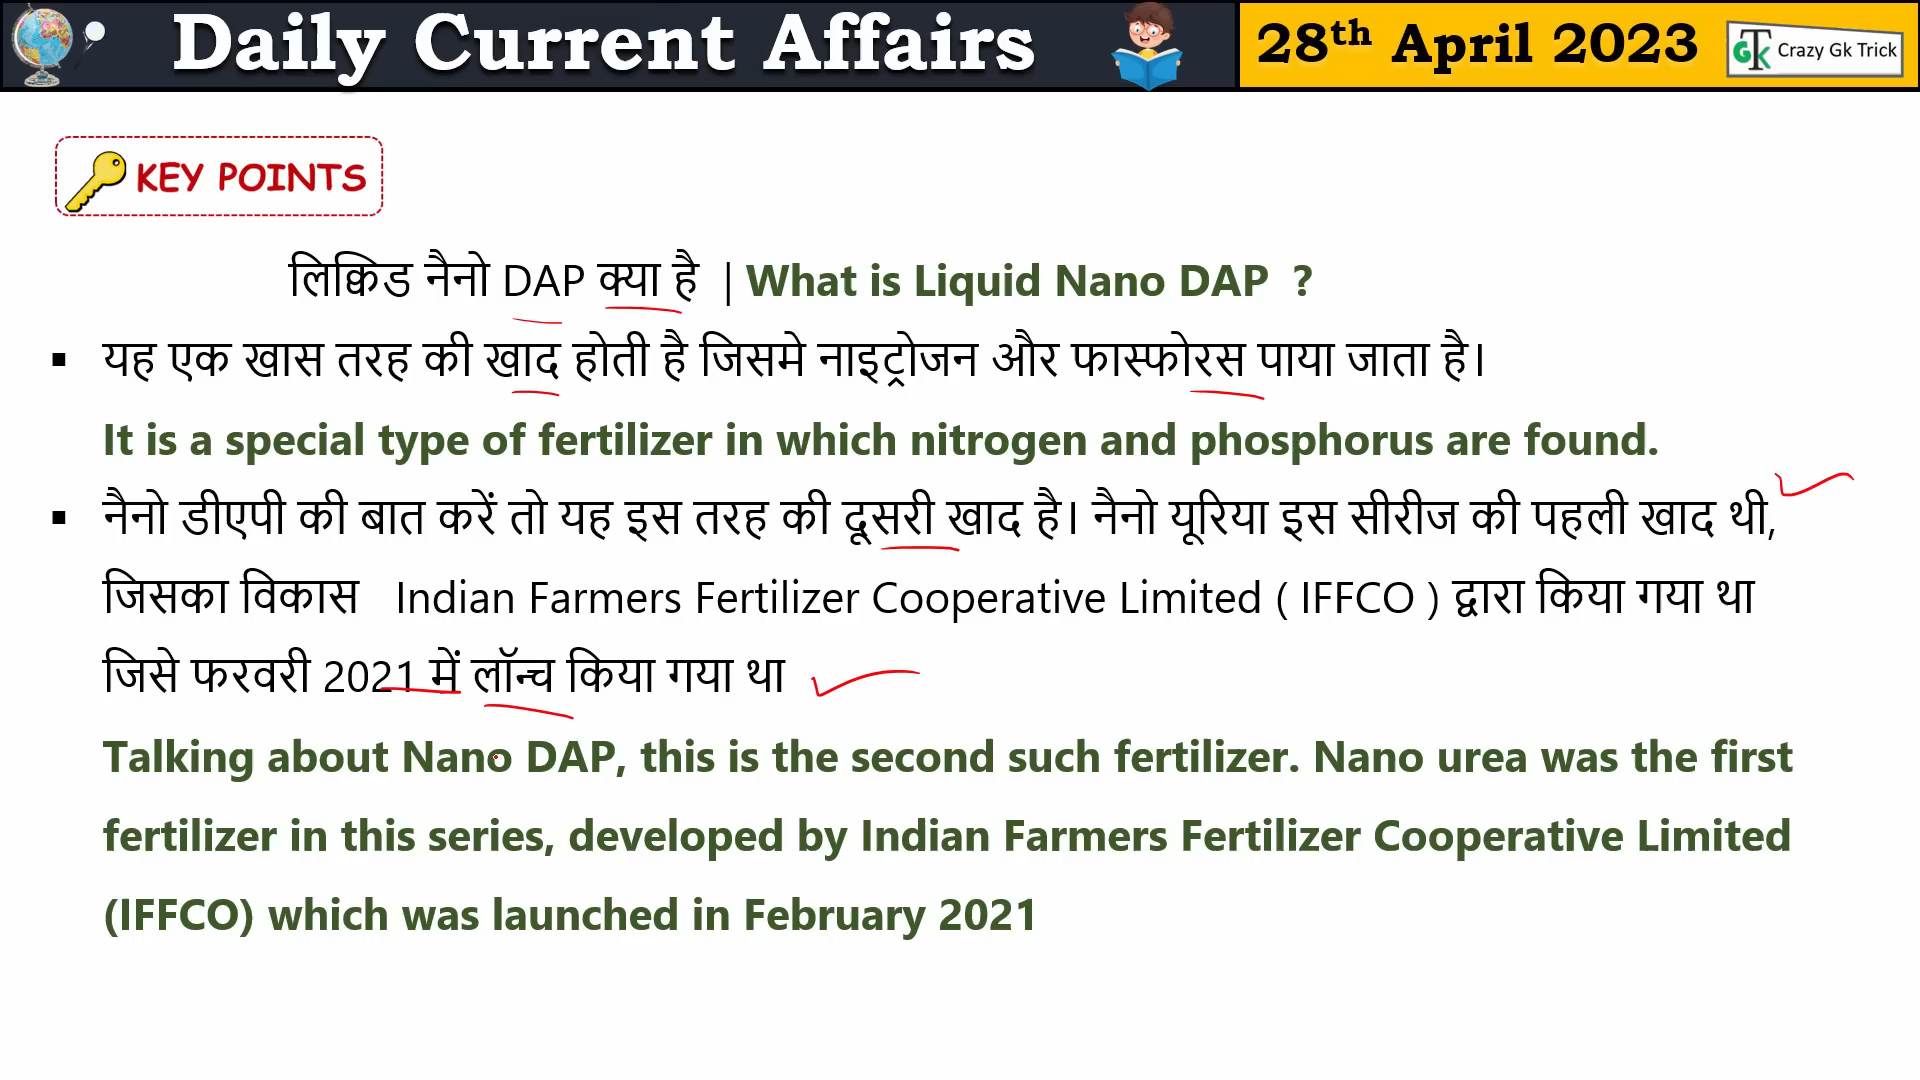 Daily Current Affairs
28th April 2023
GTK Crazy Gk Trick
KEY POINTS
लिक्विड नैनो DAP क्या है | What is Liquid Nano DAP ?
▪ यह एक खास तरह की खाद होती है जिसमे नाइट्रोजन और फास्फोरस पाया जाता है।
It is a special type of fertilizer in which nitrogen and phosphorus are found.
▪ नैनो डीएपी की बात करें तो यह इस तरह की दूसरी खाद है। नैनो यूरिया इस सीरीज की पहली खाद थी,
जिसका विकास Indian Farmers Fertilizer Cooperative Limited ( IFFCO ) द्वारा किया गया था
जिसे फरवरी 2021 में लॉन्च किया गया था
Talking about Nano DAP, this is the second such fertilizer. Nano urea was the first
fertilizer in this series, developed by Indian Farmers Fertilizer Cooperative Limited
(IFFCO) which was launched in February 2021